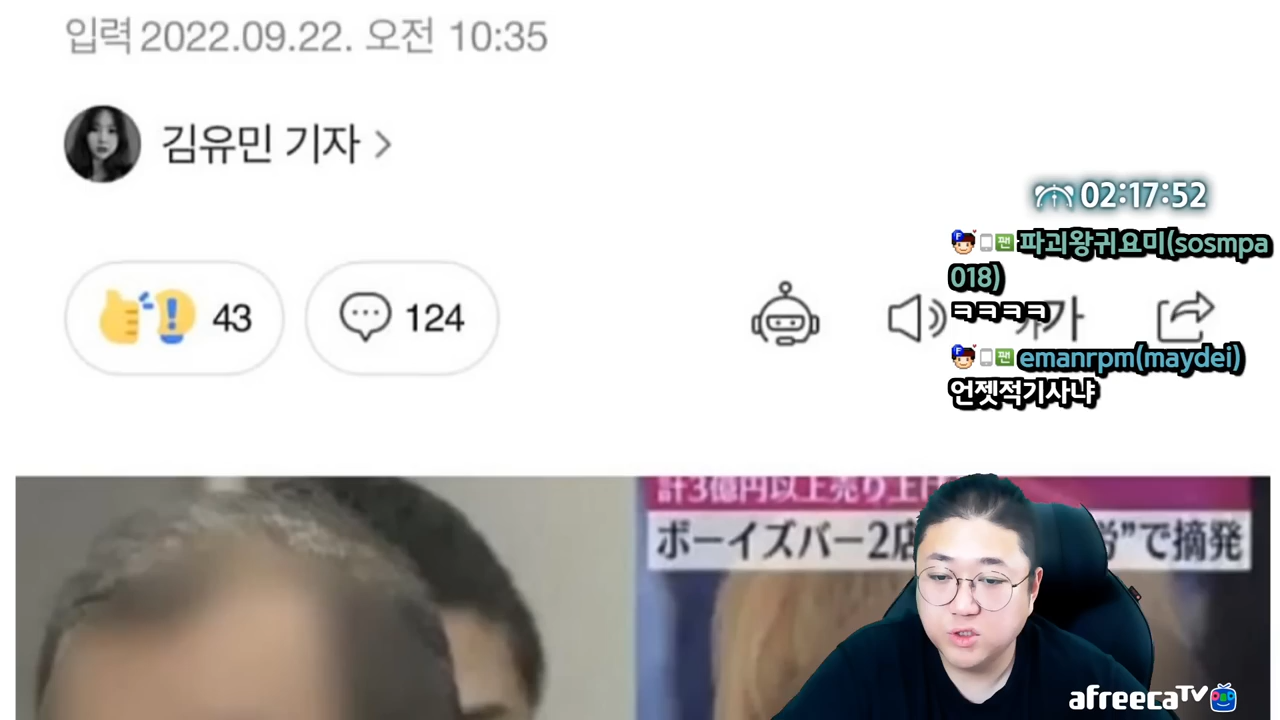 입력 2022.09.22. 오전 10:35
김유민 기자 >
43
124
가가
02:17:52
파괴왕귀요미(sosmpa
018)
ㅋㅋㅋㅋ
emanrpm(maydei)
언젯적기사냐
計3億円以上売り上げ
ボーイズバー2店 労”で摘発
afreecaTV